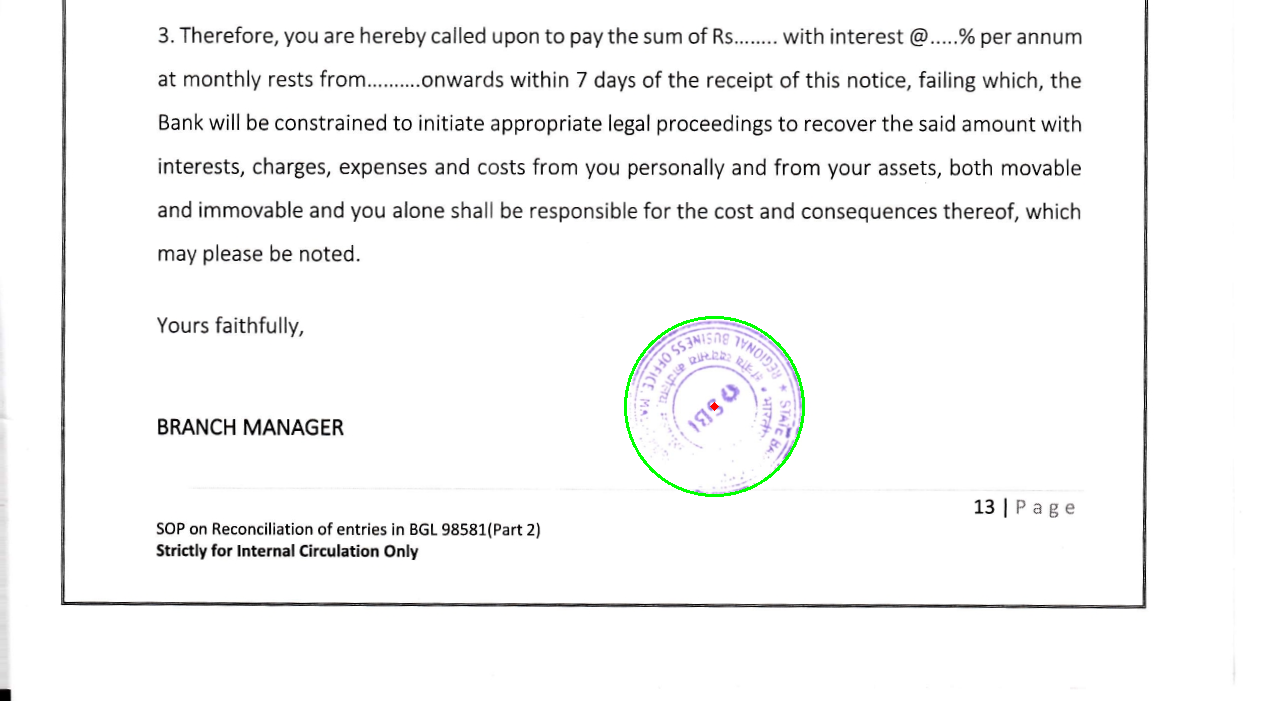 3. Therefore, you are hereby called upon to pay the sum of Rs........ with interest @.....% per annum
at monthly rests from..........onwards within 7 days of the receipt of this notice, failing which, the
Bank will be constrained to initiate appropriate legal proceedings to recover the said amount with
interests, charges, expenses and costs from you personally and from your assets, both movable
and immovable and you alone shall be responsible for the cost and consequences thereof, which
may please be noted.
Yours faithfully,
★ STATE BA
REGIONAL BUSINESS OFFICE
SBI
BRANCH MANAGER
13 | Page
SOP on Reconciliation of entries in BGL 98581(Part 2)
Strictly for Internal Circulation Only